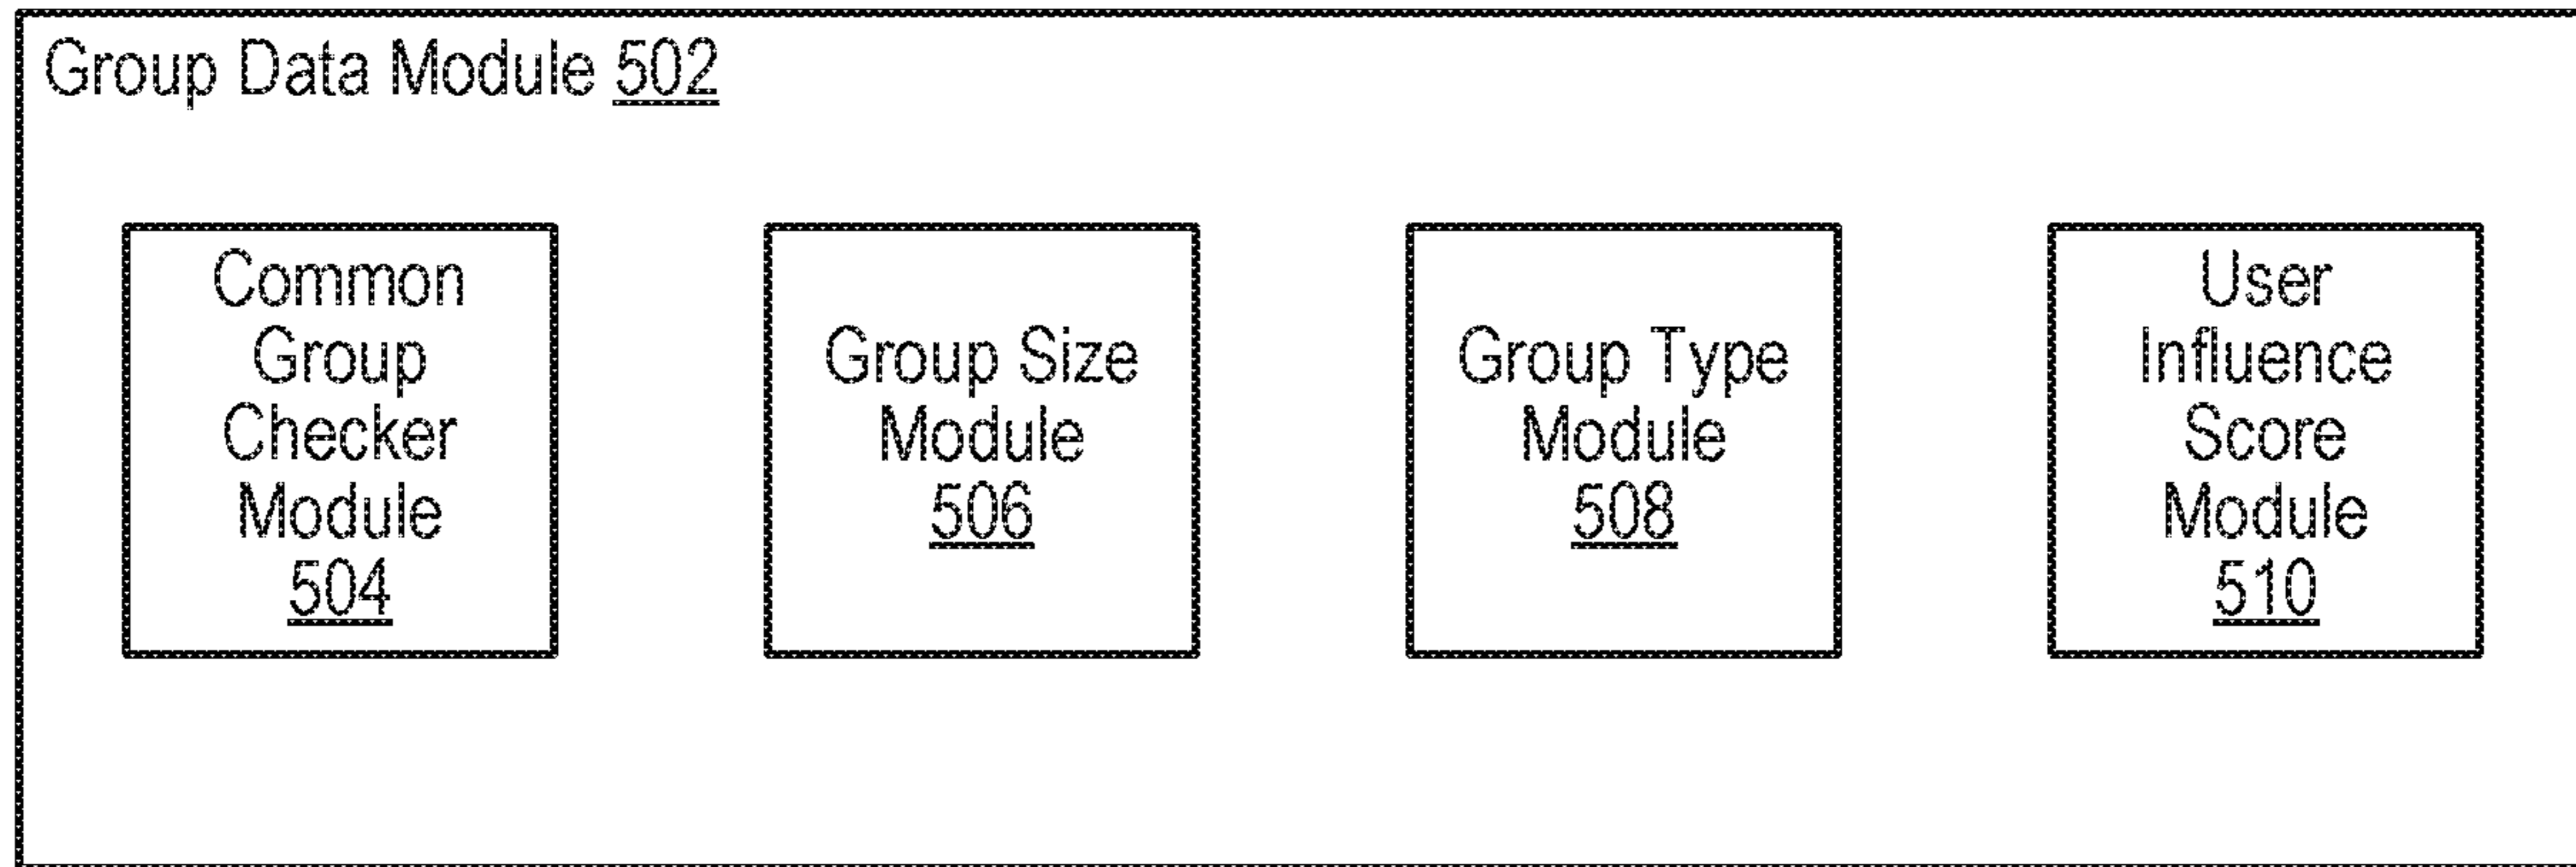 Group Data Module 502
Common
Group
Checker
Module
504
Group Size
Module
506
Group Type
Module
508
User
Influence
Score
Module
510